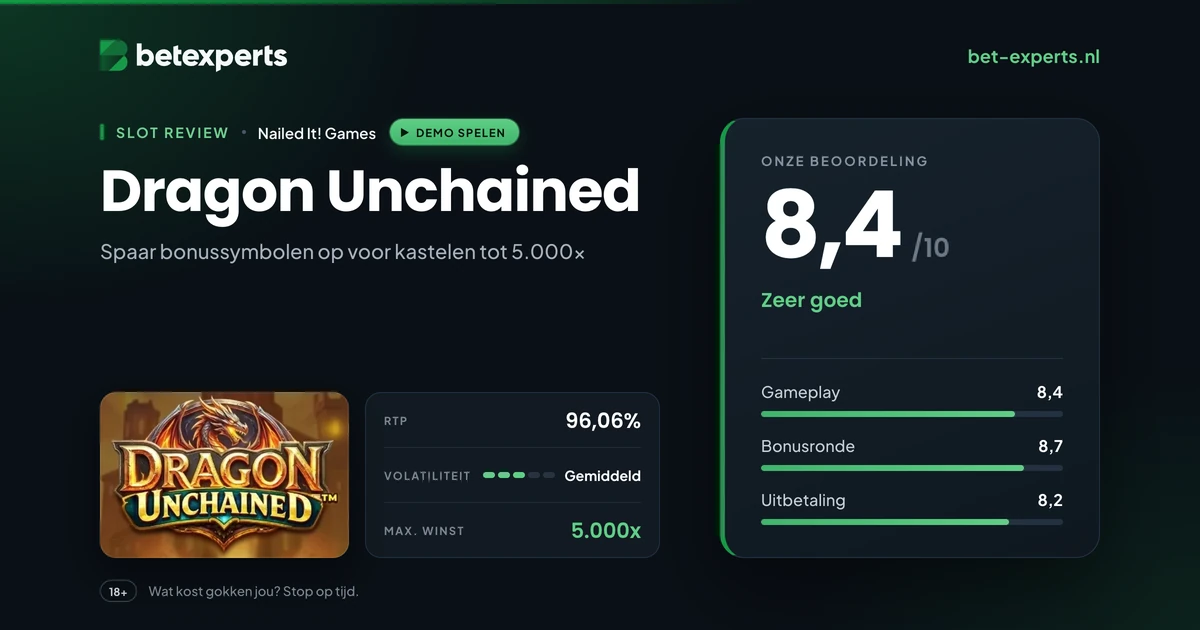 betexperts
bet-experts.nl
SLOT REVIEW • Nailed It! Games ▶ DEMO SPELEN
Dragon Unchained
Spaar bonussymbolen op voor kastelen tot 5.000×
DRAGON
UNCHAINED™
RTP 96,06%
VOLATILITEIT Gemiddeld
MAX. WINST 5.000x
ONZE BEOORDELING
8,4 /10
Zeer goed
Gameplay 8,4
Bonusronde 8,7
Uitbetaling 8,2
18+ Wat kost gokken jou? Stop op tijd.